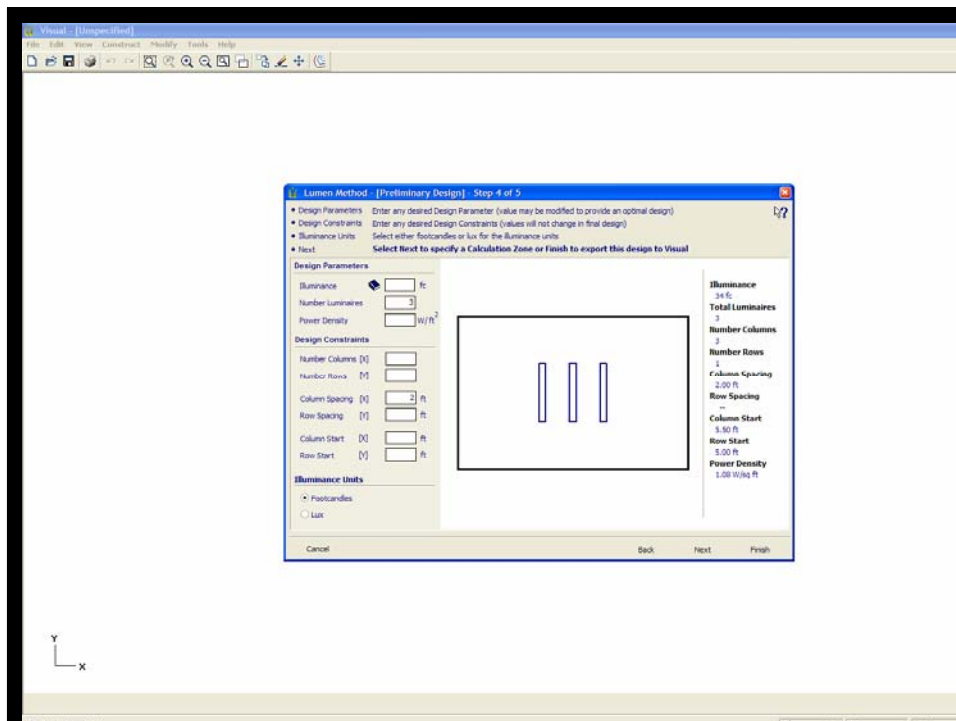 Visual - [Unspecified]
File Edit View Construct Modify Tools Help
Lumen Method - [Preliminary Design] - Step 4 of 5
• Design Parameters Enter any desired Design Parameter (value may be modified to provide an optimal design)
• Design Constraints Enter any desired Design Constraints (values will not change in final design)
• Illuminance Units Select either footcandles or lux for the illuminance units
• Next Select Next to specify a Calculation Zone or Finish to export this design to Visual
Design Parameters
Illuminance fc
Number Luminaires 3
Power Density W/ft²
Design Constraints
Number Columns [X]
Number Rows [Y]
Column Spacing [X] 2 ft
Row Spacing [Y] ft
Column Start [X] ft
Row Start [Y] ft
Illuminance Units
Footcandles
Lux
Illuminance
34 fc
Total Luminaires
3
Number Columns
3
Number Rows
1
Column Spacing
2.00 ft
Row Spacing
--
Column Start
5.50 ft
Row Start
5.00 ft
Power Density
1.08 W/sq ft
Cancel Back Next Finish
Y
X